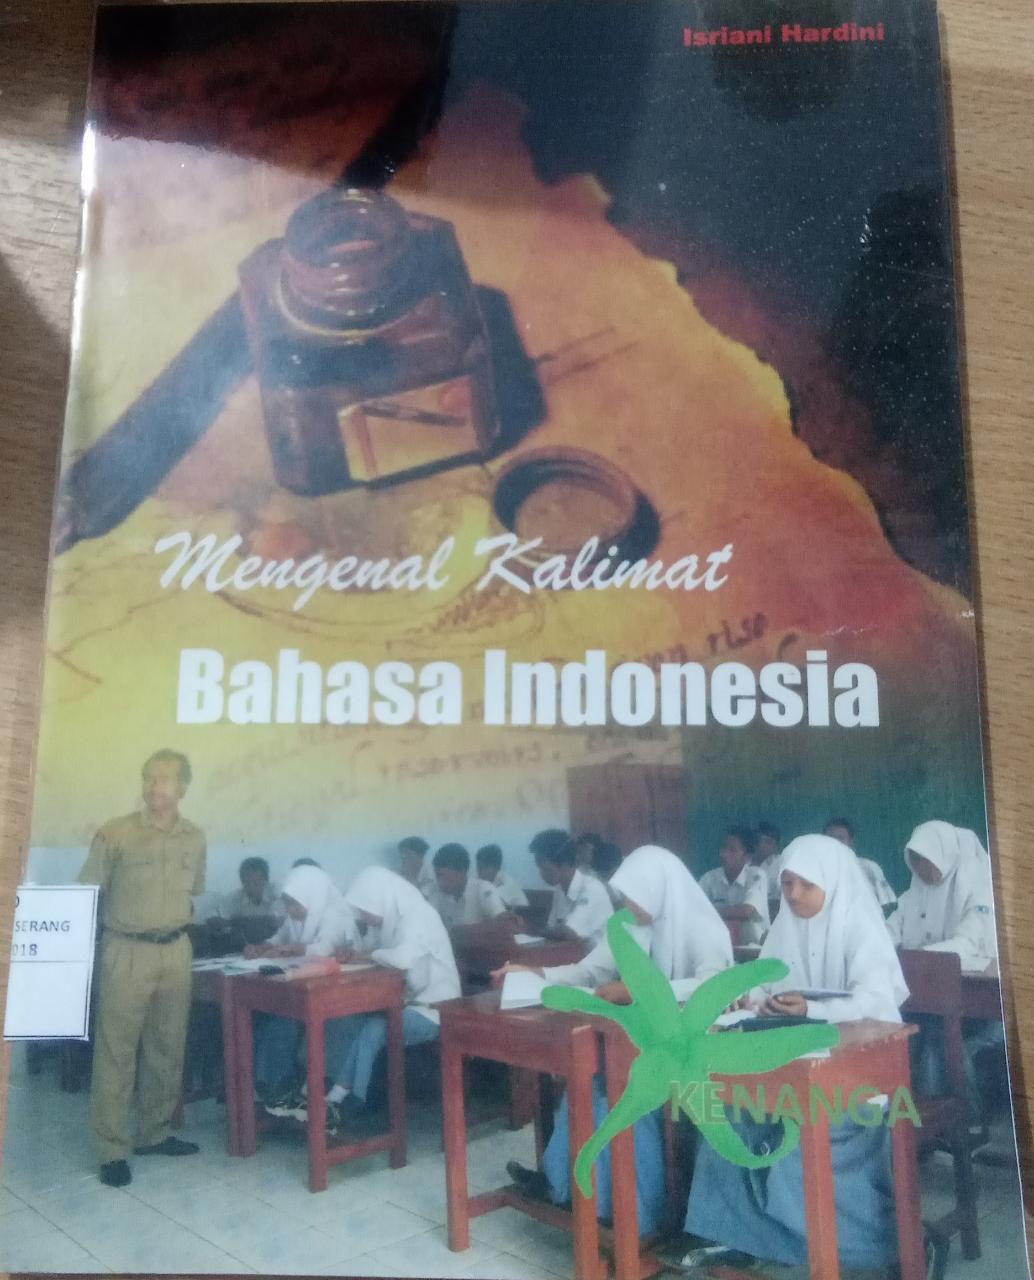 Isriani Hardini
Mengenal Kalimat
Bahasa Indonesia
SERANG
018
KENANGA